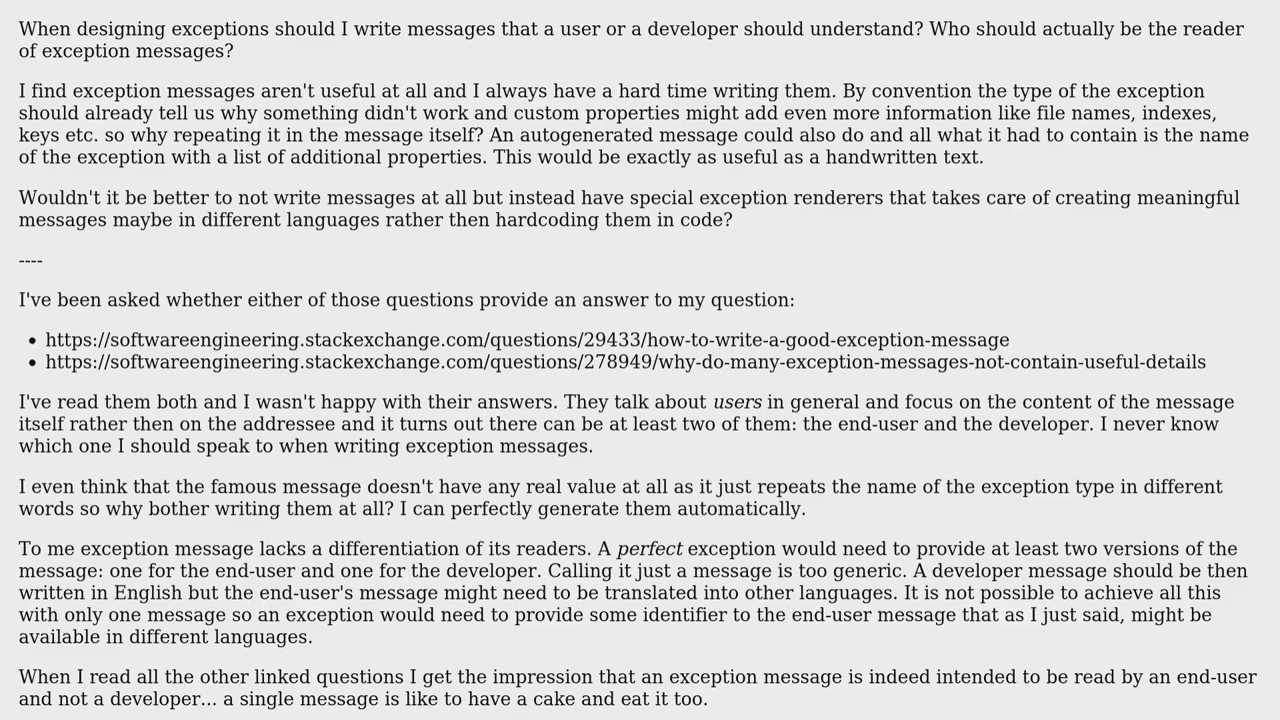 When designing exceptions should I write messages that a user or a developer should understand? Who should actually be the reader
of exception messages?
I find exception messages aren't useful at all and I always have a hard time writing them. By convention the type of the exception
should already tell us why something didn't work and custom properties might add even more information like file names, indexes,
keys etc. so why repeating it in the message itself? An autogenerated message could also do and all what it had to contain is the name
of the exception with a list of additional properties. This would be exactly as useful as a handwritten text.
Wouldn't it be better to not write messages at all but instead have special exception renderers that takes care of creating meaningful
messages maybe in different languages rather then hardcoding them in code?
----
I've been asked whether either of those questions provide an answer to my question:
• https://softwareengineering.stackexchange.com/questions/29433/how-to-write-a-good-exception-message
• https://softwareengineering.stackexchange.com/questions/278949/why-do-many-exception-messages-not-contain-useful-details
I've read them both and I wasn't happy with their answers. They talk about users in general and focus on the content of the message
itself rather then on the addressee and it turns out there can be at least two of them: the end-user and the developer. I never know
which one I should speak to when writing exception messages.
I even think that the famous message doesn't have any real value at all as it just repeats the name of the exception type in different
words so why bother writing them at all? I can perfectly generate them automatically.
To me exception message lacks a differentiation of its readers. A perfect exception would need to provide at least two versions of the
message: one for the end-user and one for the developer. Calling it just a message is too generic. A developer message should be then
written in English but the end-user's message might need to be translated into other languages. It is not possible to achieve all this
with only one message so an exception would need to provide some identifier to the end-user message that as I just said, might be
available in different languages.
When I read all the other linked questions I get the impression that an exception message is indeed intended to be read by an end-user
and not a developer... a single message is like to have a cake and eat it too.